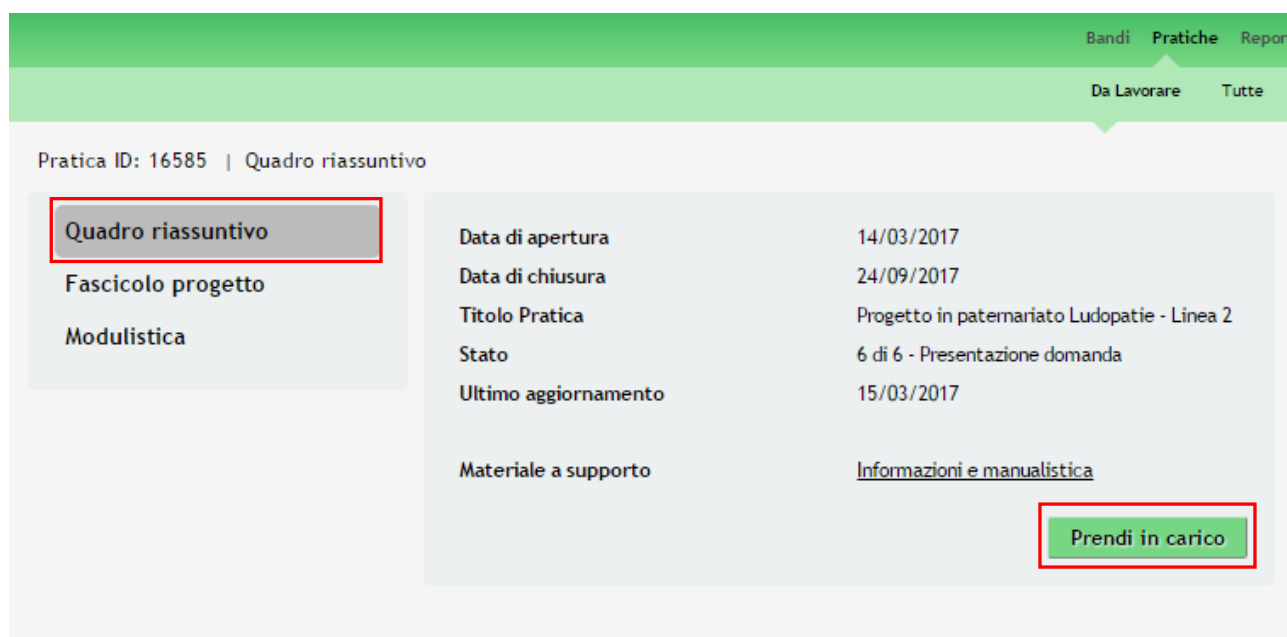 Bandi Pratiche Repor
Da Lavorare Tutte
Pratica ID: 16585 | Quadro riassuntivo
Quadro riassuntivo
Fascicolo progetto
Modulistica
Data di apertura 14/03/2017
Data di chiusura 24/09/2017
Titolo Pratica Progetto in paternariato Ludopatie - Linea 2
Stato 6 di 6 - Presentazione domanda
Ultimo aggiornamento 15/03/2017
Materiale a supporto Informazioni e manualistica
Prendi in carico